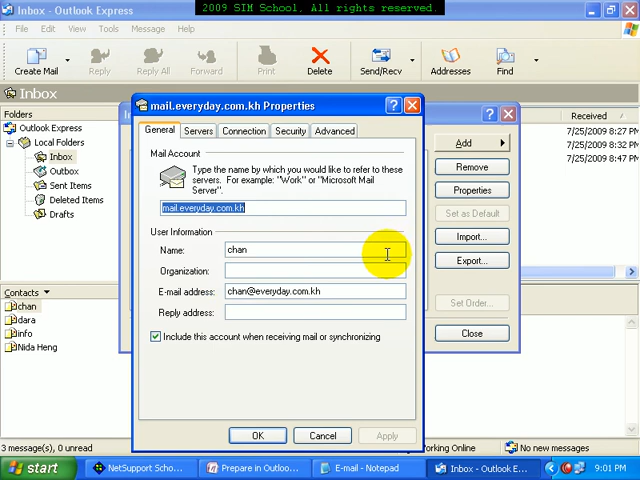 Inbox - Outlook Express
2009 SIM School. All rights reserved.
File Edit View Tools Message Help
Create Mail Reply Reply All Forward Print Delete Send/Recv Addresses Find
Inbox
Folders
Outlook Express
Local Folders
Inbox
Outbox
Sent Items
Deleted Items
Drafts
Contacts
chan
dara
info
Nida Heng
mail.everyday.com.kh Properties
General Servers Connection Security Advanced
Mail Account
Type the name by which you would like to refer to these
servers. For example: "Work" or "Microsoft Mail
Server".
mail.everyday.com.kh
User Information
Name: chan
Organization:
E-mail address: chan@everyday.com.kh
Reply address:
Include this account when receiving mail or synchronizing
OK Cancel Apply
Add
Remove
Properties
Set as Default
Import...
Export...
Set Order...
Close
Received
7/25/2009 8:27 PM
7/25/2009 8:32 PM
7/25/2009 8:47 PM
3 message(s), 0 unread
Working Online
No new messages
start
NetSupport Scho...
Prepare in Outloo...
E-mail - Notepad
Inbox - Outlook E...
9:01 PM